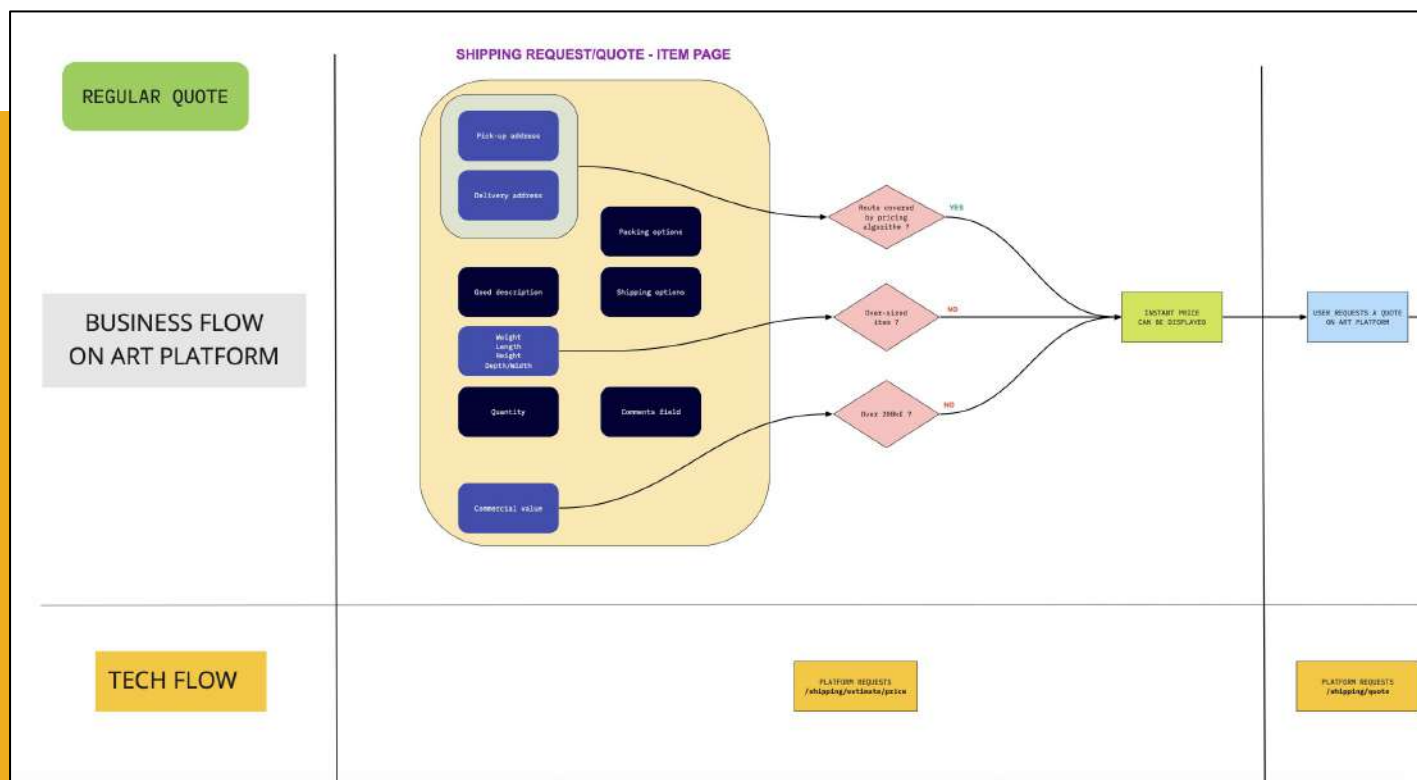 SHIPPING REQUEST/QUOTE - ITEM PAGE
REGULAR QUOTE
BUSINESS FLOW
ON ART PLATFORM
Pick-up address
Delivery address
Packing options
Good description
Shipping options
Weight
Length
Height
Depth/Width
Quantity
Comments field
Commercial value
Route covered
by pricing
algorithm ?
YES
Over-sized
item ?
NO
Over
?
NO
INSTANT PRICE
CAN BE DISPLAYED
USER REQUESTS A QUOTE
ON ART PLATFORM
TECH FLOW
PLATFORM REQUESTS
/shipping/estimate/price
PLATFORM REQUESTS
/shipping/quote